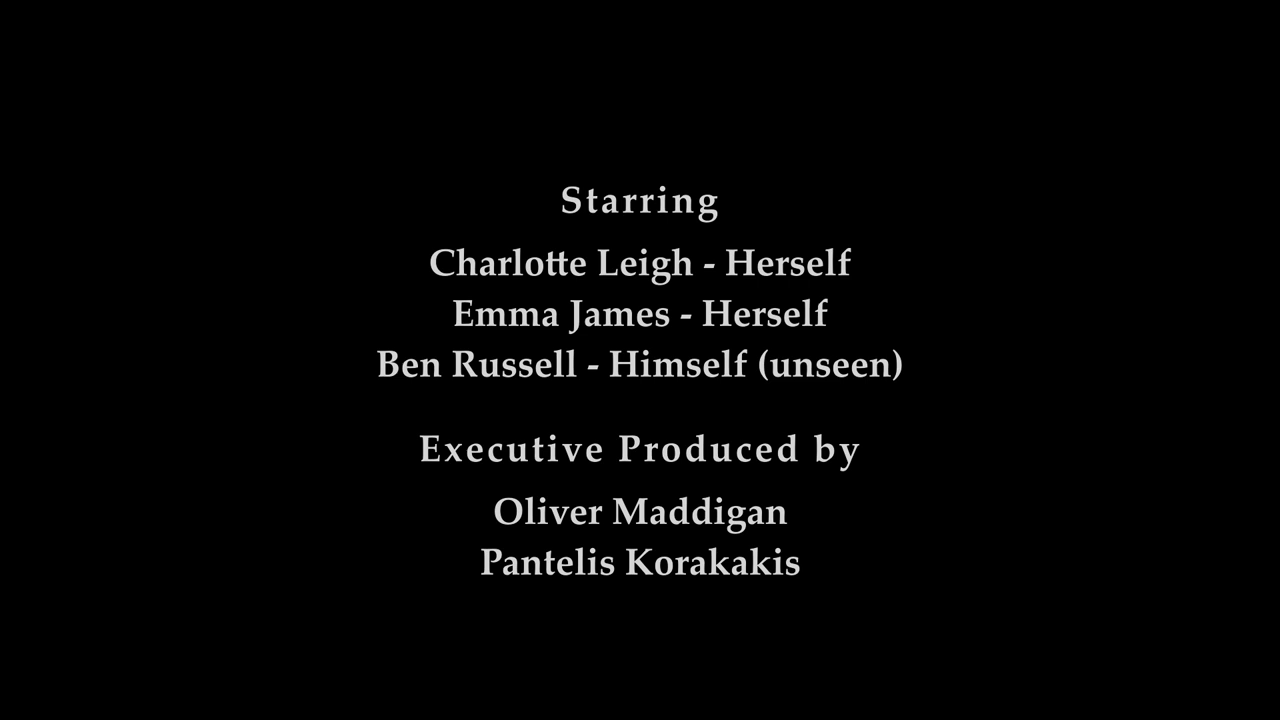 Starring
Charlotte Leigh - Herself
Emma James - Herself
Ben Russell - Himself (unseen)
Executive Produced by
Oliver Maddigan
Pantelis Korakakis